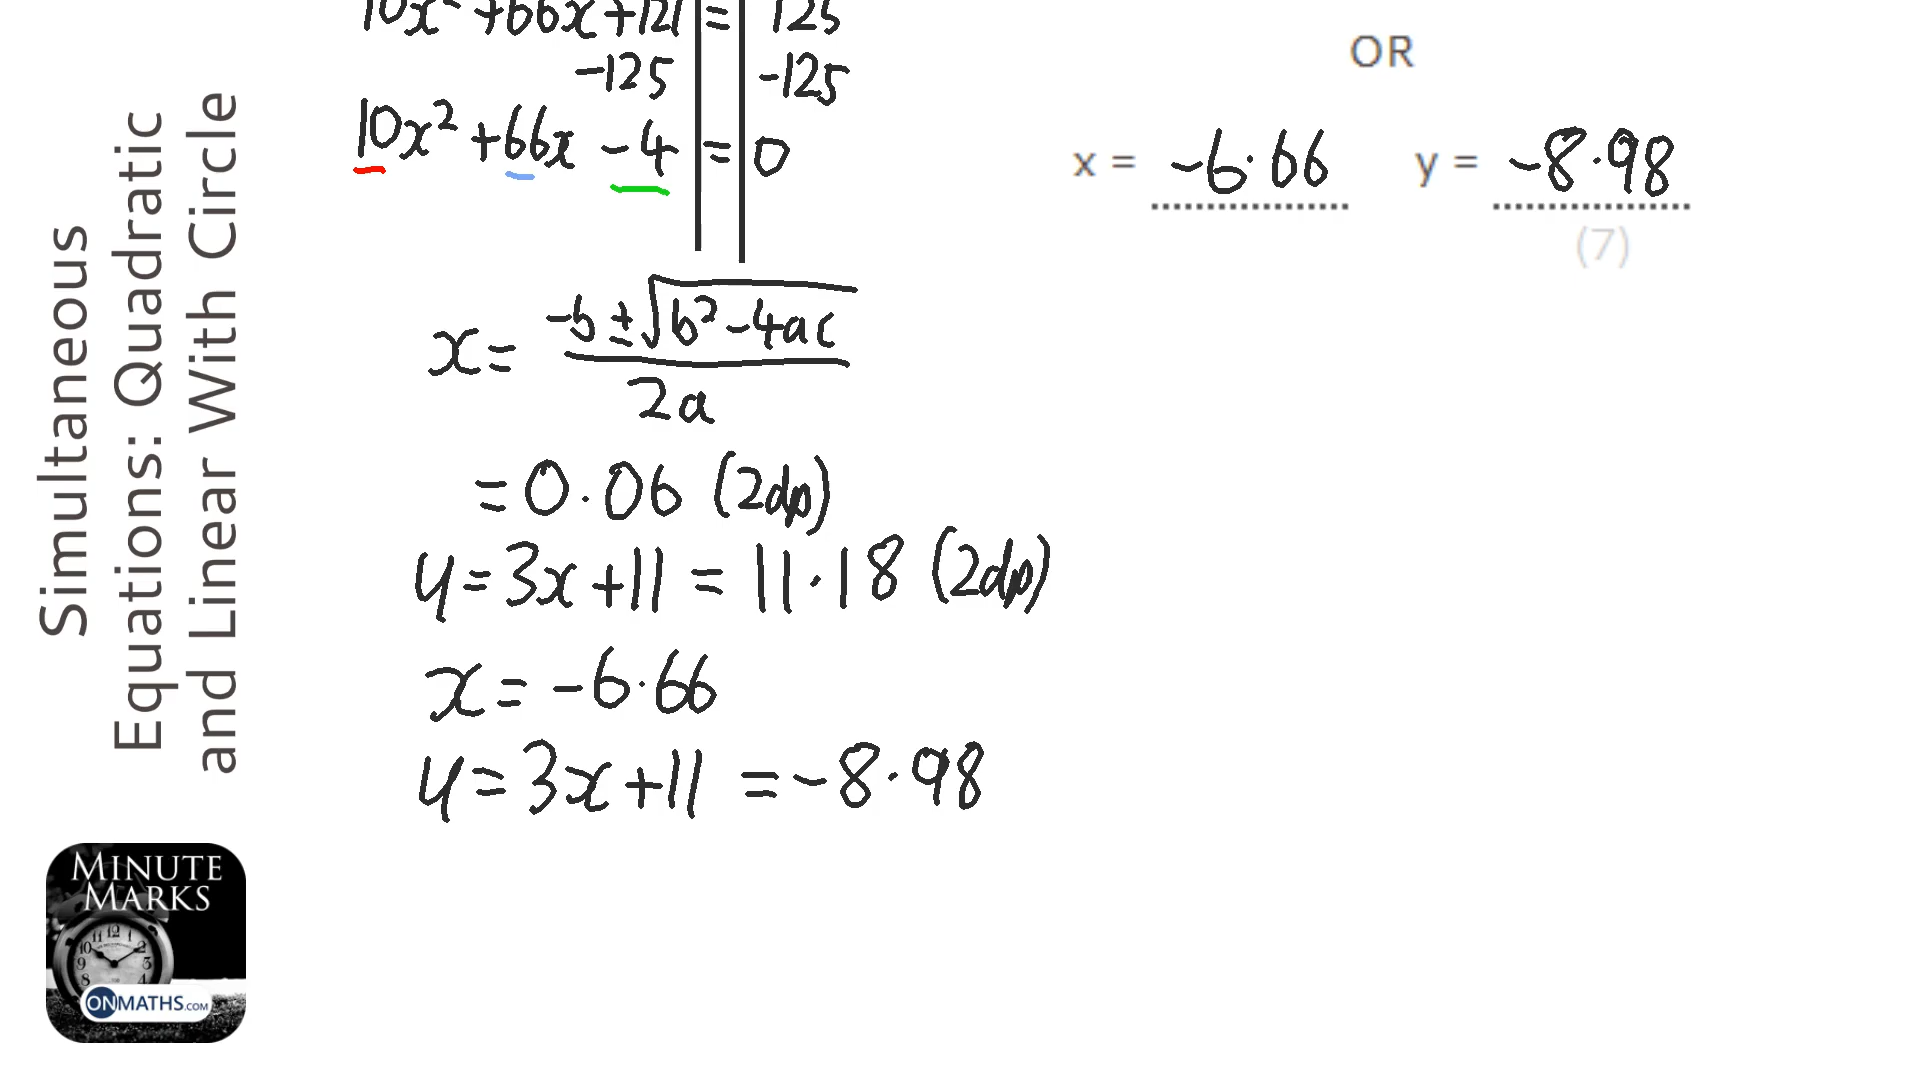 Simultaneous
Equations: Quadratic
and Linear With Circle
10x² +66x+121 = 125
-125 -125
10x² +66x -4 = 0
x = -b ± √b² -4ac
2a
= 0.06 (2dp)
y = 3x +11 = 11.18 (2dp)
x = -6.66
y = 3x +11 = -8.98
OR
x = -6.66 y = -8.98
(7)
MINUTE
MARKS
ONMATHS.COM